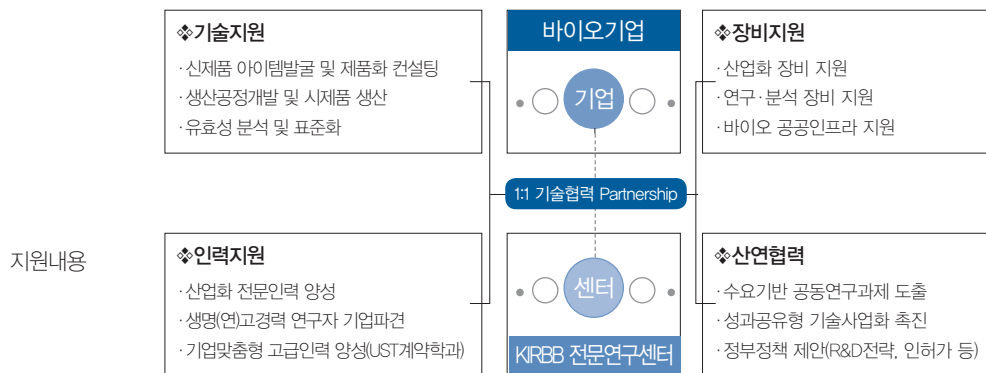 지원내용
❖기술지원
·신제품 아이템발굴 및 제품화 컨설팅
·생산공정개발 및 시제품 생산
·유효성 분석 및 표준화
바이오기업
기업
❖장비지원
·산업화 장비 지원
·연구·분석 장비 지원
·바이오 공공인프라 지원
1:1 기술협력 Partnership
❖인력지원
·산업화 전문인력 양성
·생명(연)고경력 연구자 기업파견
·기업맞춤형 고급인력 양성(UST계약학과)
센터
KIRBB 전문연구센터
❖산연협력
·수요기반 공동연구과제 도출
·성과공유형 기술사업화 촉진
·정부정책 제안(R&D전략, 인허가 등)